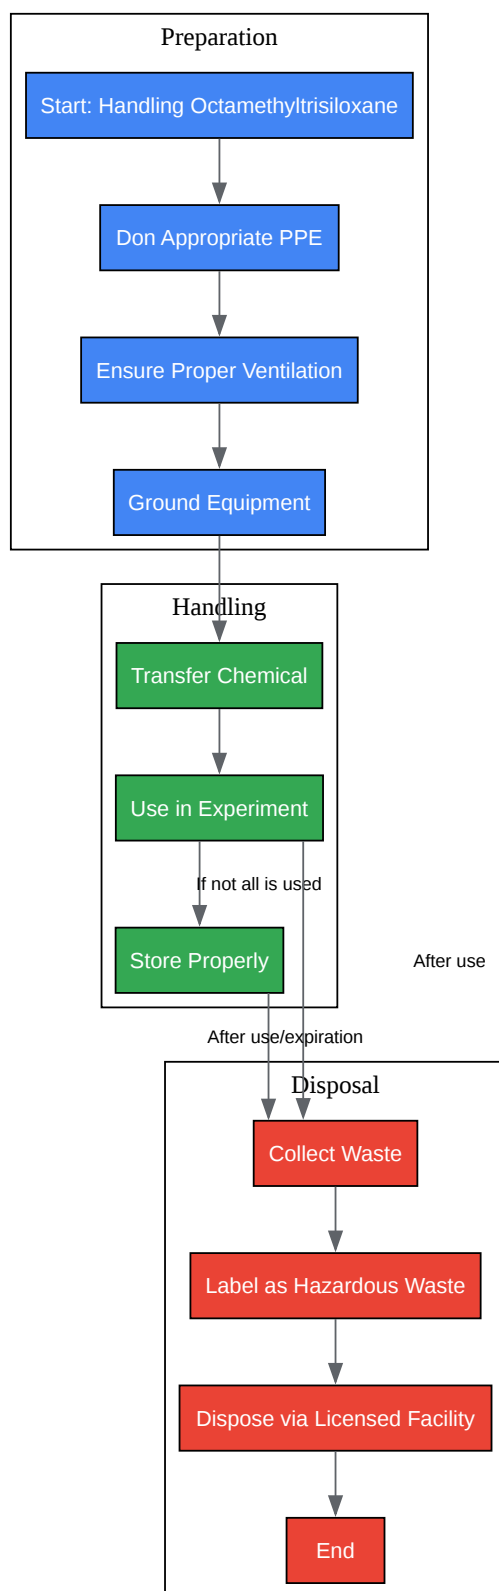 Preparation
Start: Handling Octamethyltrisiloxane
Don Appropriate PPE
Ensure Proper Ventilation
Ground Equipment
Handling
Transfer Chemical
Use in Experiment
If not all is used
Store Properly
After use
After use/expiration
Disposal
Collect Waste
Label as Hazardous Waste
Dispose via Licensed Facility
End